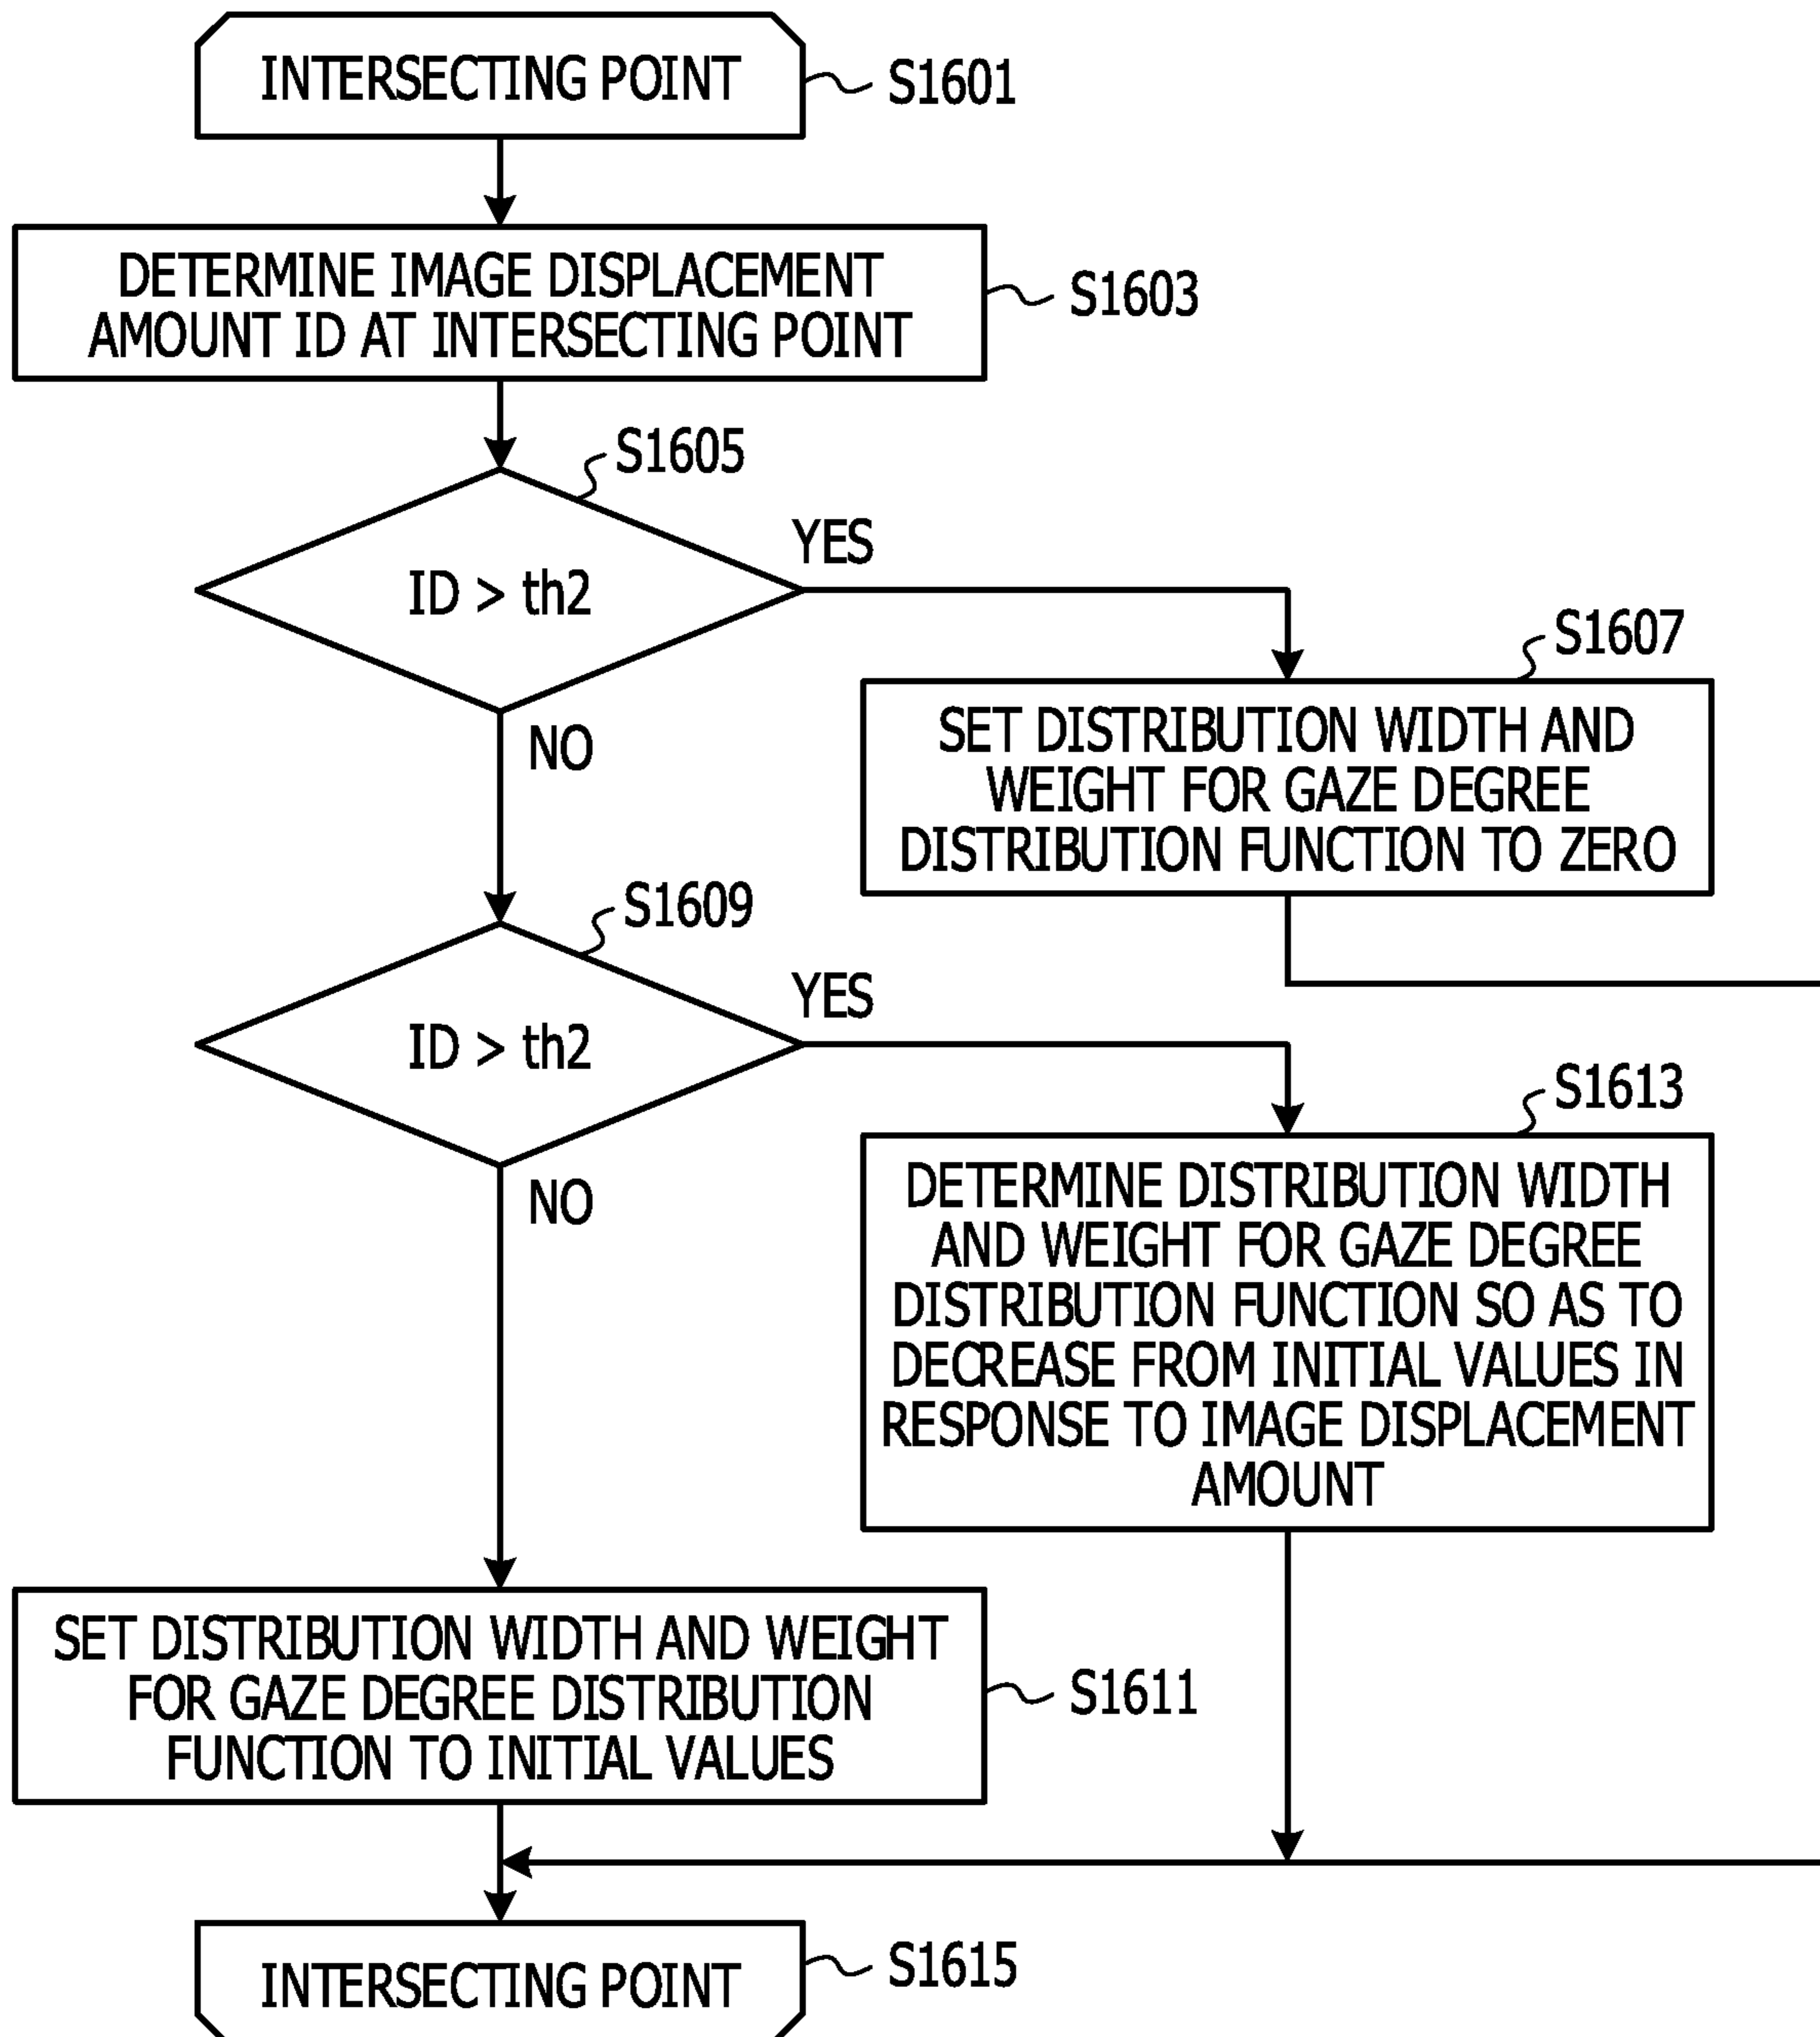 INTERSECTING POINT
S1601
DETERMINE IMAGE DISPLACEMENT
AMOUNT ID AT INTERSECTING POINT
S1603
S1605
ID > th2
YES
NO
S1607
SET DISTRIBUTION WIDTH AND
WEIGHT FOR GAZE DEGREE
DISTRIBUTION FUNCTION TO ZERO
S1609
ID > th2
YES
NO
S1613
DETERMINE DISTRIBUTION WIDTH
AND WEIGHT FOR GAZE DEGREE
DISTRIBUTION FUNCTION SO AS TO
DECREASE FROM INITIAL VALUES IN
RESPONSE TO IMAGE DISPLACEMENT
AMOUNT
SET DISTRIBUTION WIDTH AND WEIGHT
FOR GAZE DEGREE DISTRIBUTION
FUNCTION TO INITIAL VALUES
S1611
INTERSECTING POINT
S1615